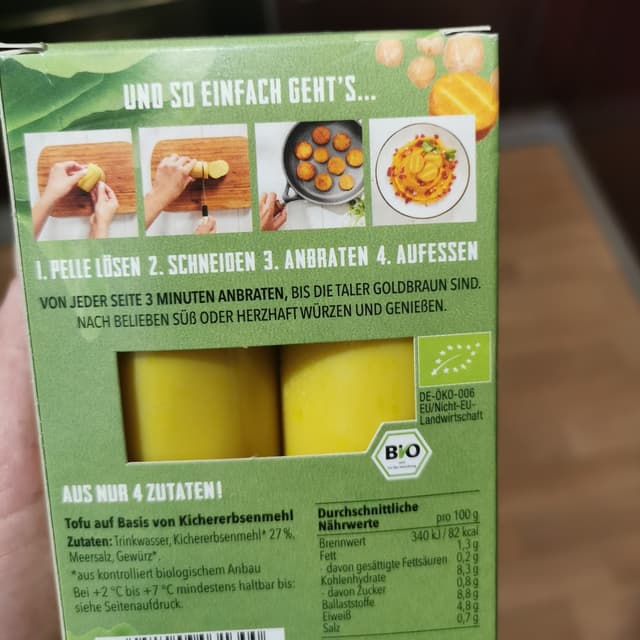 UND SO EINFACH GEHT'S...
1. PELLE LÖSEN 2. SCHNEIDEN 3. ANBRATEN 4. AUFESSEN
VON JEDER SEITE 3 MINUTEN ANBRATEN, BIS DIE TALER GOLDBRAUN SIND.
NACH BELIEBEN SÜß ODER HERZHAFT WÜRZEN UND GENIEßEN.
DE-ÖKO-006
EU/Nicht-EU-
Landwirtschaft
BIO
AUS NUR 4 ZUTATEN!
Tofu auf Basis von Kichererbsenmehl
Zutaten: Trinkwasser, Kichererbsenmehl* 27 %,
Meersalz, Gewürz*.
*aus kontrolliert biologischem Anbau
Bei +2 °C bis +7 °C mindestens haltbar bis:
siehe Seitenaufdruck.
Durchschnittliche
Nährwerte pro 100 g
Brennwert 340 kJ / 82 kcal
Fett 1,3 g
- davon gesättigte Fettsäuren 0,2 g
Kohlenhydrate 8,3 g
- davon Zucker 0,8 g
Ballaststoffe 8,8 g
Eiweiß 4,8 g
Salz 0,7 g